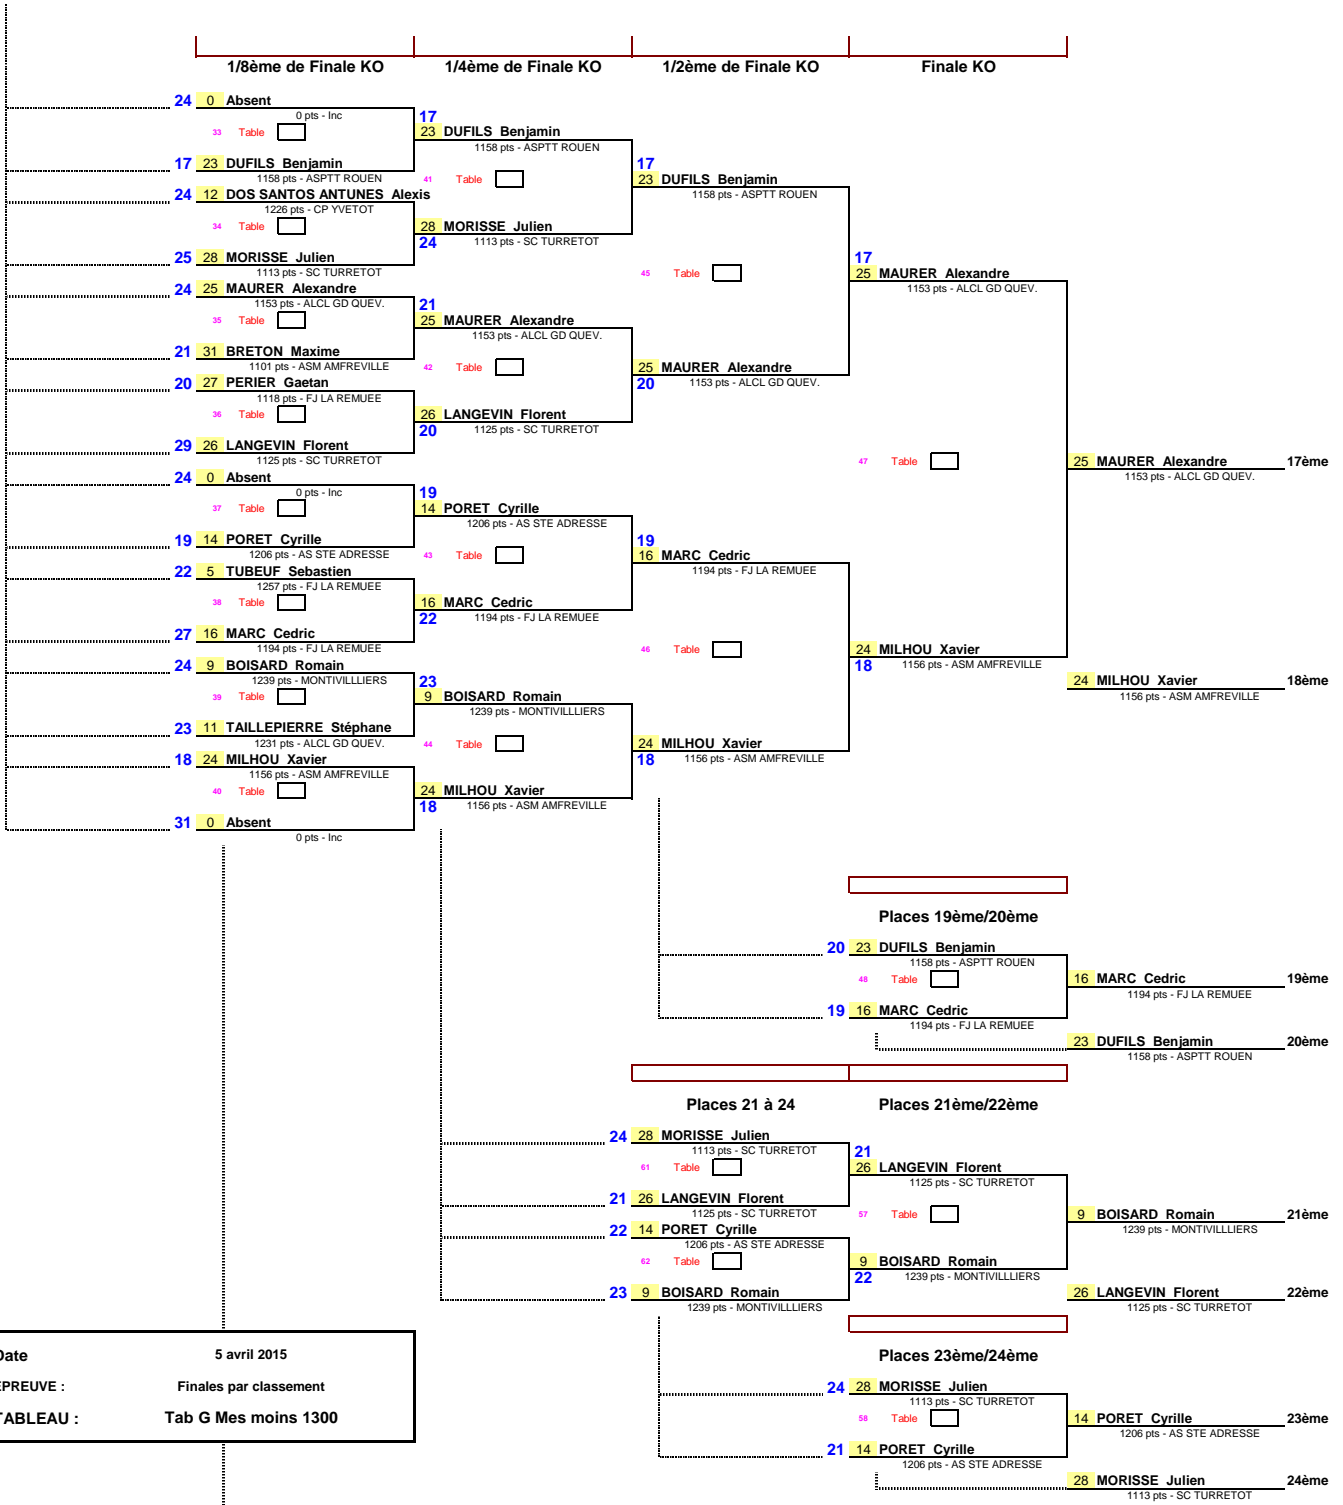 1/8ème de Finale KO 1/4ème de Finale KO 1/2ème de Finale KO Finale KO
24 0 Absent
0 pts - Inc
17
33 Table
23 DUFILS Benjamin
1158 pts - ASPTT ROUEN
17 23 DUFILS Benjamin
1158 pts - ASPTT ROUEN
17
41 Table
23 DUFILS Benjamin
1158 pts - ASPTT ROUEN
24 12 DOS SANTOS ANTUNES Alexis
1226 pts - CP YVETOT
34 Table
28 MORISSE Julien
24
1113 pts - SC TURRETOT
25 28 MORISSE Julien
1113 pts - SC TURRETOT
17
45 Table
25 MAURER Alexandre
1153 pts - ALCL GD QUEV.
24 25 MAURER Alexandre
1153 pts - ALCL GD QUEV.
21
35 Table
25 MAURER Alexandre
1153 pts - ALCL GD QUEV.
21 31 BRETON Maxime
1101 pts - ASM AMFREVILLE
42 Table
25 MAURER Alexandre
20
1153 pts - ALCL GD QUEV.
20 27 PERIER Gaetan
1118 pts - FJ LA REMUEE
36 Table
26 LANGEVIN Florent
20
1125 pts - SC TURRETOT
29 26 LANGEVIN Florent
1125 pts - SC TURRETOT
47 Table
25 MAURER Alexandre 17ème
1153 pts - ALCL GD QUEV.
24 0 Absent
0 pts - Inc
19
37 Table
14 PORET Cyrille
1206 pts - AS STE ADRESSE
19 14 PORET Cyrille
1206 pts - AS STE ADRESSE
19
43 Table
16 MARC Cedric
1194 pts - FJ LA REMUEE
22 5 TUBEUF Sebastien
1257 pts - FJ LA REMUEE
38 Table
16 MARC Cedric
22
1194 pts - FJ LA REMUEE
27 16 MARC Cedric
1194 pts - FJ LA REMUEE
46 Table
24 MILHOU Xavier
18
1156 pts - ASM AMFREVILLE
24 MILHOU Xavier 18ème
1156 pts - ASM AMFREVILLE
24 9 BOISARD Romain
1239 pts - MONTIVILLLIERS
23
39 Table
9 BOISARD Romain
1239 pts - MONTIVILLLIERS
23 11 TAILLEPIERRE Stéphane
1231 pts - ALCL GD QUEV.
44 Table
24 MILHOU Xavier
18
1156 pts - ASM AMFREVILLE
18 24 MILHOU Xavier
1156 pts - ASM AMFREVILLE
40 Table
24 MILHOU Xavier
18
1156 pts - ASM AMFREVILLE
31 0 Absent
0 pts - Inc
Places 19ème/20ème
20 23 DUFILS Benjamin
1158 pts - ASPTT ROUEN
48 Table
16 MARC Cedric 19ème
1194 pts - FJ LA REMUEE
19 16 MARC Cedric
1194 pts - FJ LA REMUEE
23 DUFILS Benjamin 20ème
1158 pts - ASPTT ROUEN
Places 21 à 24 Places 21ème/22ème
24 28 MORISSE Julien
1113 pts - SC TURRETOT
21
61 Table
26 LANGEVIN Florent
1125 pts - SC TURRETOT
21 26 LANGEVIN Florent
1125 pts - SC TURRETOT
57 Table
9 BOISARD Romain 21ème
1239 pts - MONTIVILLLIERS
22 14 PORET Cyrille
1206 pts - AS STE ADRESSE
62 Table
9 BOISARD Romain
22
1239 pts - MONTIVILLLIERS
23 9 BOISARD Romain
1239 pts - MONTIVILLLIERS
26 LANGEVIN Florent 22ème
1125 pts - SC TURRETOT
Places 23ème/24ème
24 28 MORISSE Julien
1113 pts - SC TURRETOT
58 Table
14 PORET Cyrille 23ème
1206 pts - AS STE ADRESSE
21 14 PORET Cyrille
1206 pts - AS STE ADRESSE
28 MORISSE Julien 24ème
1113 pts - SC TURRETOT
Date 5 avril 2015
EPREUVE : Finales par classement
TABLEAU : Tab G Mes moins 1300